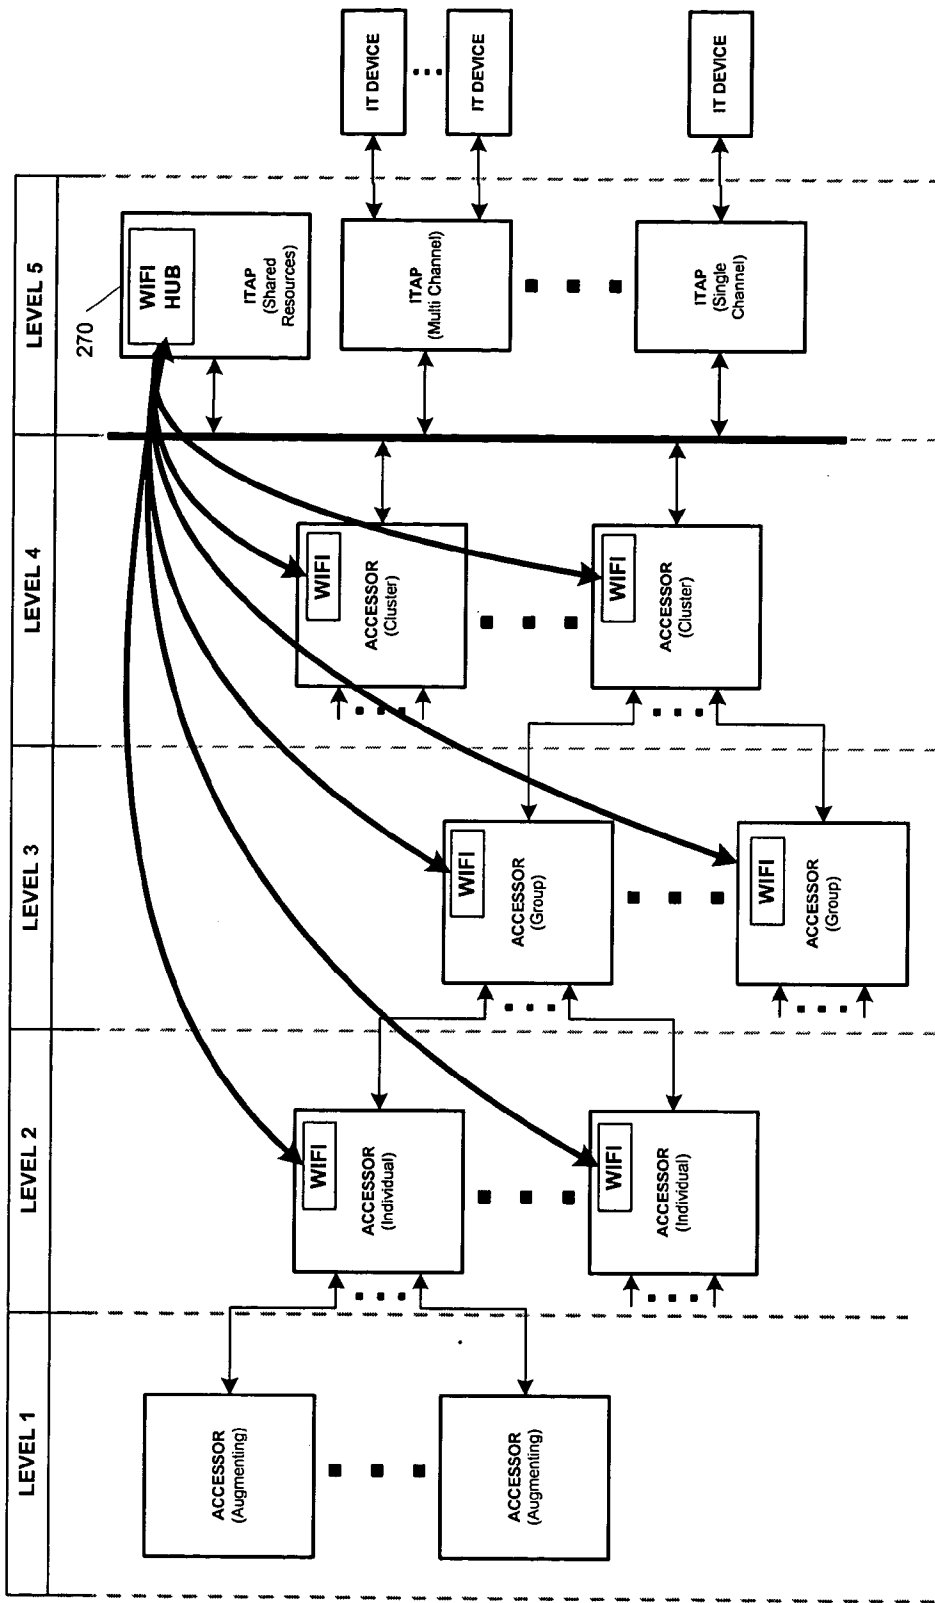 LEVEL 1
LEVEL 2
LEVEL 3
LEVEL 4
LEVEL 5
ACCESSOR
(Augmenting)
ACCESSOR
(Augmenting)
WIFI
ACCESSOR
(Individual)
WIFI
ACCESSOR
(Individual)
WIFI
ACCESSOR
(Group)
WIFI
ACCESSOR
(Group)
WIFI
ACCESSOR
(Cluster)
WIFI
ACCESSOR
(Cluster)
270
WIFI
HUB
ITAP
(Shared
Resources)
ITAP
(Multi Channel)
ITAP
(Single
Channel)
IT DEVICE
IT DEVICE
IT DEVICE